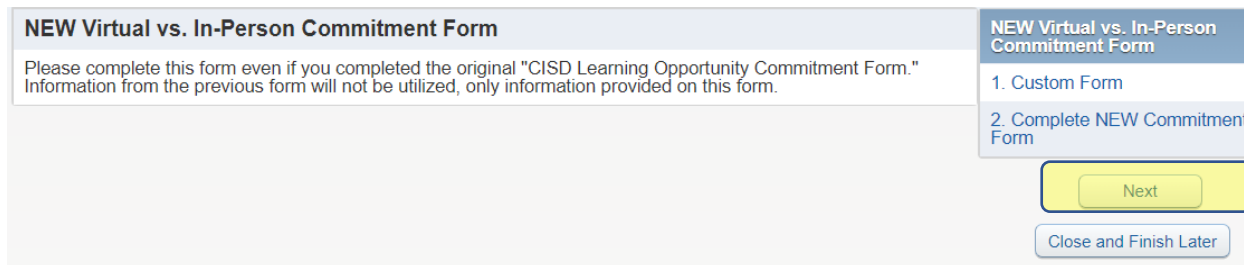 NEW Virtual vs. In-Person Commitment Form
Please complete this form even if you completed the original "CISD Learning Opportunity Commitment Form."
Information from the previous form will not be utilized, only information provided on this form.
NEW Virtual vs. In-Person
Commitment Form
1. Custom Form
2. Complete NEW Commitment
Form
Next
Close and Finish Later